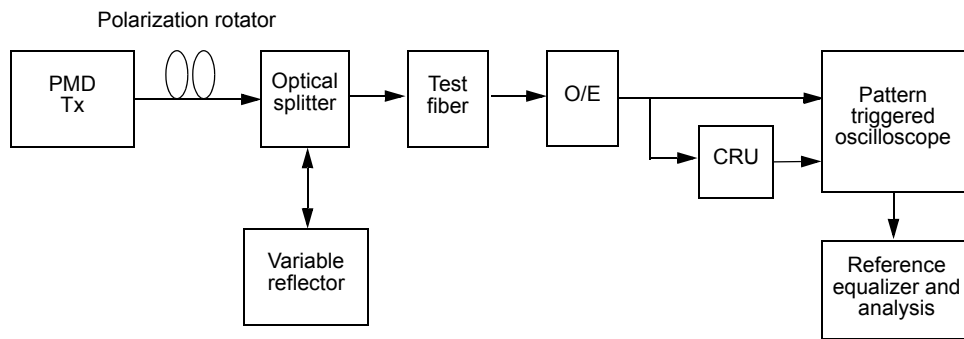 Polarization rotator
PMD
Tx
Optical
splitter
Test
fiber
O/E
CRU
Pattern
triggered
oscilloscope
Variable
reflector
Reference
equalizer and
analysis